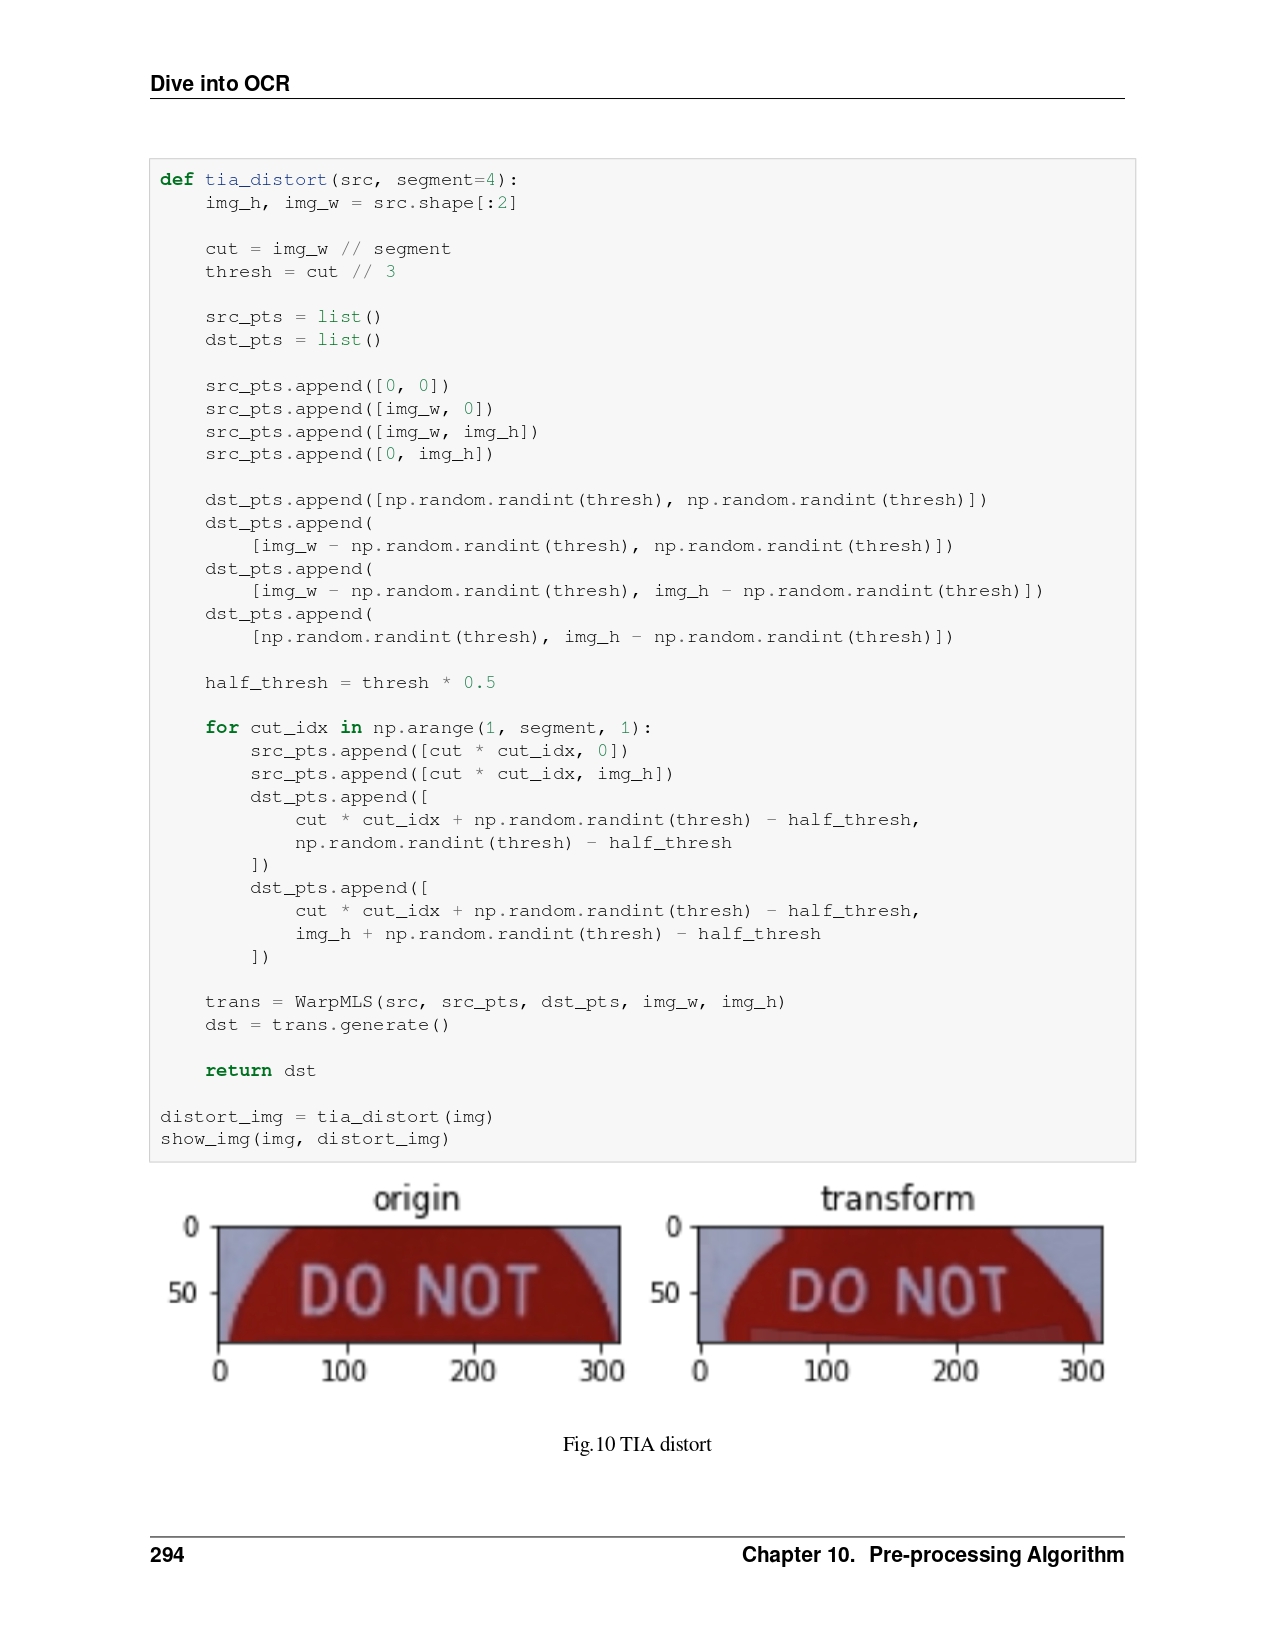 Dive into OCR
def tia_distort(src, segment=4):
    img_h, img_w = src.shape[:2]

    cut = img_w // segment
    thresh = cut // 3

    src_pts = list()
    dst_pts = list()

    src_pts.append([0, 0])
    src_pts.append([img_w, 0])
    src_pts.append([img_w, img_h])
    src_pts.append([0, img_h])

    dst_pts.append([np.random.randint(thresh), np.random.randint(thresh)])
    dst_pts.append(
        [img_w - np.random.randint(thresh), np.random.randint(thresh)])
    dst_pts.append(
        [img_w - np.random.randint(thresh), img_h - np.random.randint(thresh)])
    dst_pts.append(
        [np.random.randint(thresh), img_h - np.random.randint(thresh)])

    half_thresh = thresh * 0.5

    for cut_idx in np.arange(1, segment, 1):
        src_pts.append([cut * cut_idx, 0])
        src_pts.append([cut * cut_idx, img_h])
        dst_pts.append([
            cut * cut_idx + np.random.randint(thresh) - half_thresh,
            np.random.randint(thresh) - half_thresh
        ])
        dst_pts.append([
            cut * cut_idx + np.random.randint(thresh) - half_thresh,
            img_h + np.random.randint(thresh) - half_thresh
        ])

    trans = WarpMLS(src, src_pts, dst_pts, img_w, img_h)
    dst = trans.generate()

    return dst

distort_img = tia_distort(img)
show_img(img, distort_img)
origin
0
50
DO NOT
0 100 200 300
transform
0
50
DO NOT
0 100 200 300
Fig.10 TIA distort
294 Chapter 10. Pre-processing Algorithm